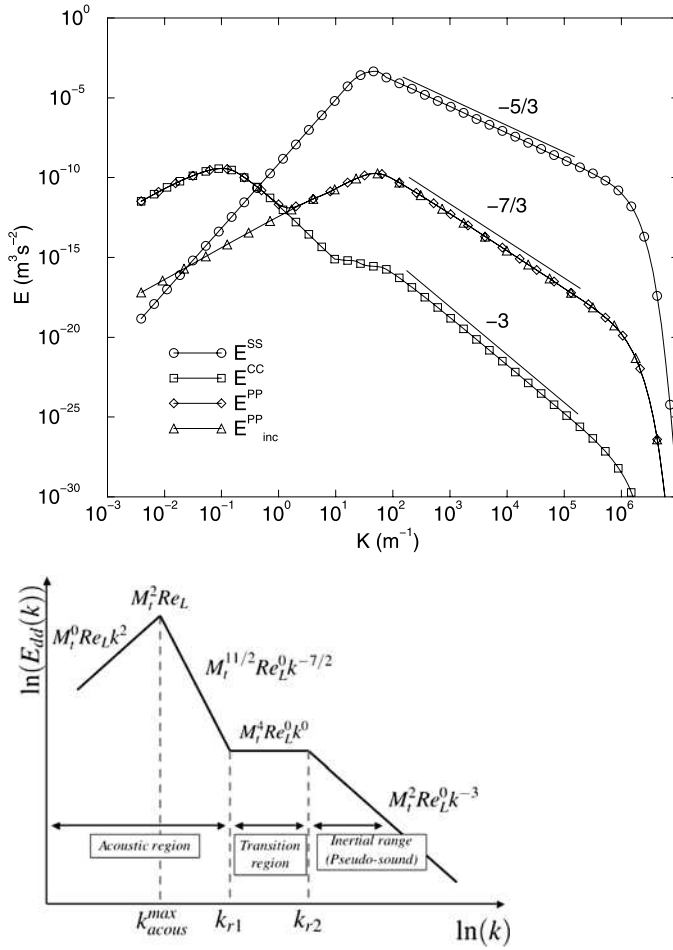 10^0
10^−5
10^−10
10^−15
10^−20
10^−25
10^−30
E (m^3s^−2)
−5/3
−7/3
−3
E^SS
E^CC
E^PP
E^PP_inc
10^−3 10^−2 10^−1 10^0 10^1 10^2 10^3 10^4 10^5 10^6
K (m^−1)
ln(E_dd(k))
M_t^2 Re_L
M_t^0 Re_L k^2
M_t^{11/2} Re_L^0 k^{−7/2}
M_t^4 Re_L^0 k^0
M_t^2 Re_L^0 k^{−3}
Acoustic region
Transition
region
Inertial range
(Pseudo-sound)
k_acous^max k_r1 k_r2 ln(k)